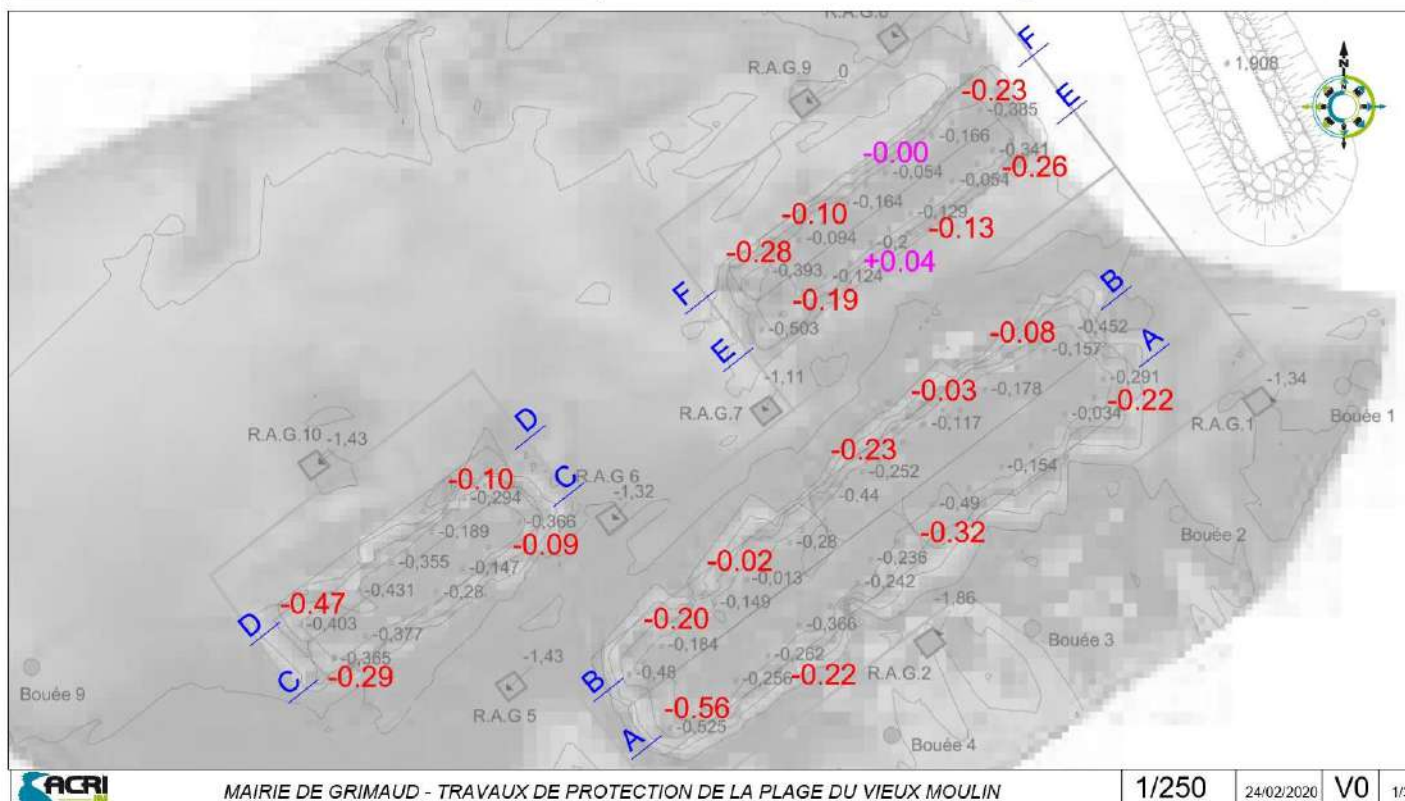 R.A.G.9
0
F
1,908
N
-0.23
E
-0,385
-0,166
-0.00
-0,341
-0.26
-0,054
-0,054
-0,164
-0.10
-0,129
-0.13
-0,094
-0,2
-0.28
+0.04
-0,393
-0,124
F
-0.19
B
-0,503
-0.08
-0,452
E
-0,157
A
-1,11
-0,291
-1,34
-0.03
-0,178
-0.22
R.A.G.7
-0,034
R.A.G.1
Bouée 1
-0,117
D
R.A.G.10
-1,43
-0.23
-0,252
-0,154
C
R.A.G 6
-0.10
-0,294
-1,32
-0,44
-0,49
-0,366
-0,189
-0.32
Bouée 2
-0.09
-0,28
-0,355
-0,236
-0,147
-0.02
-0,013
-0,242
-0,431
-0,28
-0.47
-0,149
-1,86
D
-0,403
-0.20
-0,366
-0,377
Bouée 3
-0,184
R.A.G.2
-0,365
-1,43
-0,262
-0.29
-0,48
-0.22
Bouée 9
C
B
-0,256
R.A.G 5
-0.56
-0,525
A
Bouée 4
ACRI
IN
MAIRIE DE GRIMAUD - TRAVAUX DE PROTECTION DE LA PLAGE DU VIEUX MOULIN
1/250
24/02/2020
V0